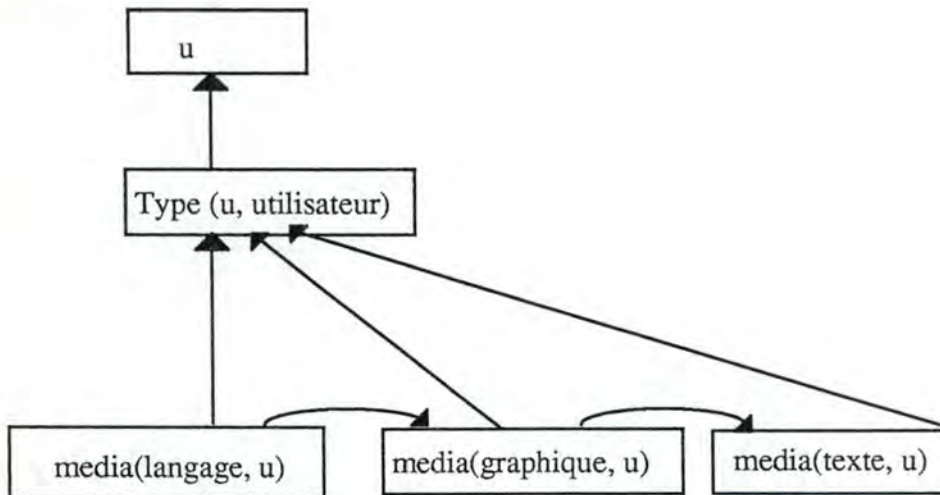 u
Type (u, utilisateur)
media(langage, u)
media(graphique, u)
media(texte, u)